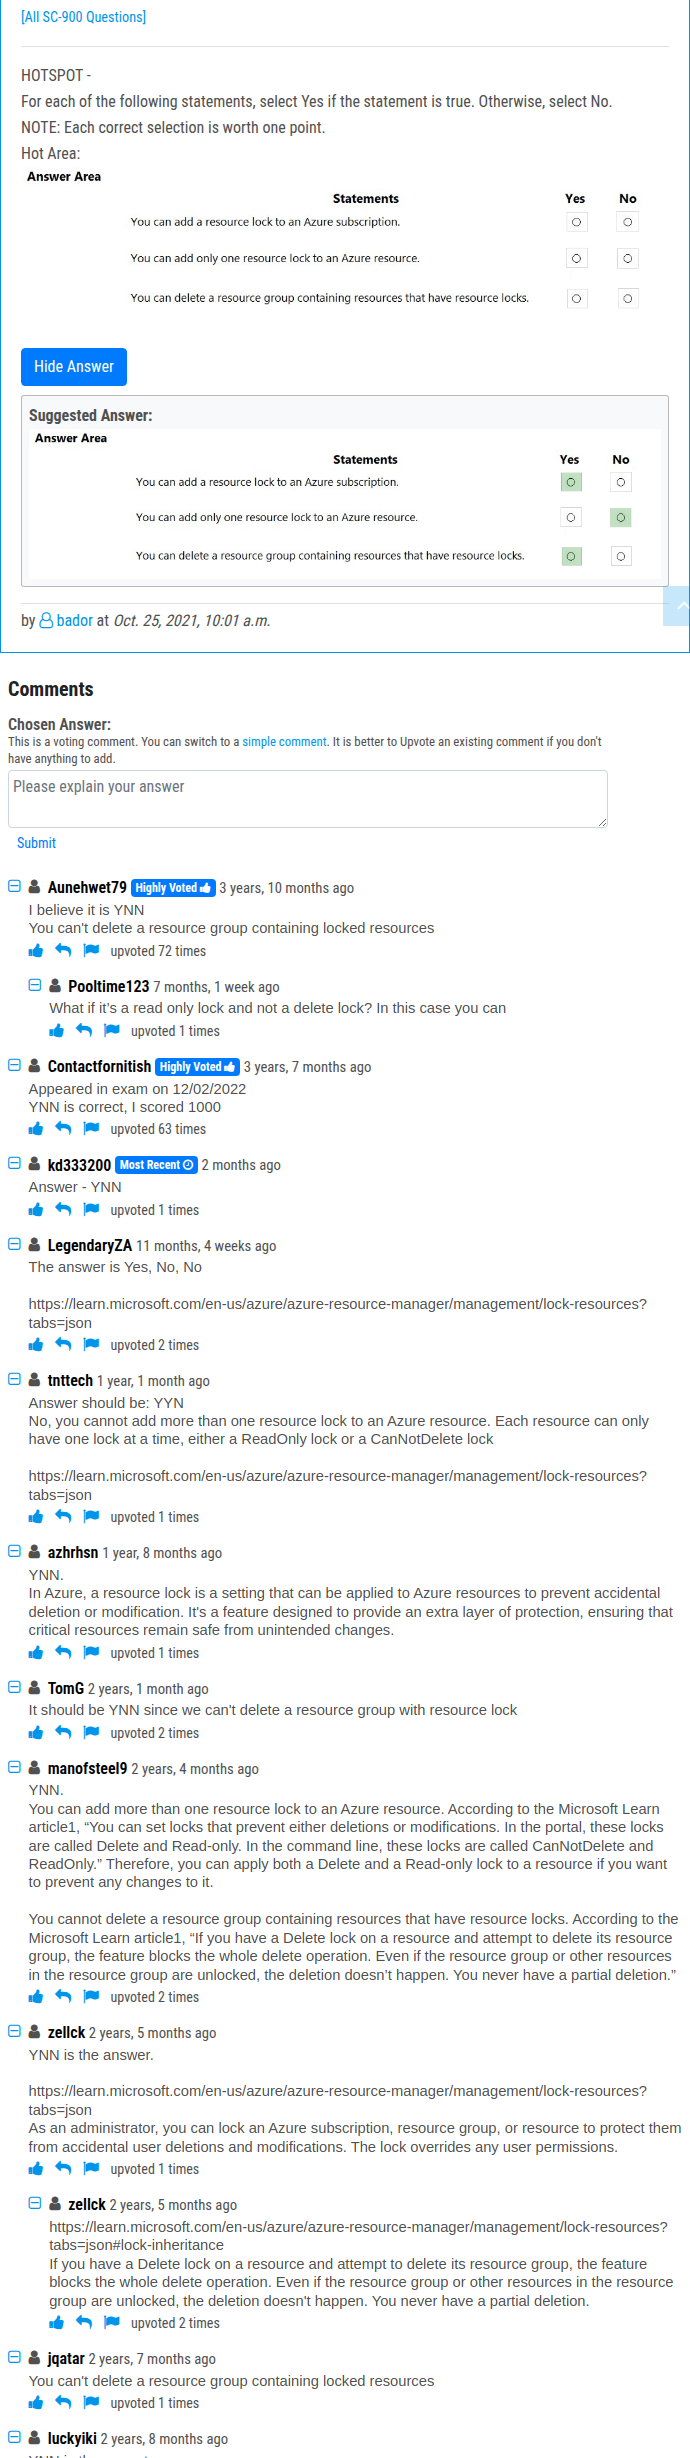 [All SC-900 Questions]
HOTSPOT -
For each of the following statements, select Yes if the statement is true. Otherwise, select No.
NOTE: Each correct selection is worth one point.
Hot Area:
Answer Area
Statements Yes No
You can add a resource lock to an Azure subscription.
You can add only one resource lock to an Azure resource.
You can delete a resource group containing resources that have resource locks.
Hide Answer
Suggested Answer:
Answer Area
Statements Yes No
You can add a resource lock to an Azure subscription.
You can add only one resource lock to an Azure resource.
You can delete a resource group containing resources that have resource locks.
by bador at Oct. 25, 2021, 10:01 a.m.
Comments
Chosen Answer:
This is a voting comment. You can switch to a simple comment. It is better to Upvote an existing comment if you don't
have anything to add.
Please explain your answer
Submit
Aunehwet79 Highly Voted 3 years, 10 months ago
I believe it is YNN
You can't delete a resource group containing locked resources
upvoted 72 times
Pooltime123 7 months, 1 week ago
What if it's a read only lock and not a delete lock? In this case you can
upvoted 1 times
Contactfornitish Highly Voted 3 years, 7 months ago
Appeared in exam on 12/02/2022
YNN is correct, I scored 1000
upvoted 63 times
kd333200 Most Recent 2 months ago
Answer - YNN
upvoted 1 times
LegendaryZA 11 months, 4 weeks ago
The answer is Yes, No, No
https://learn.microsoft.com/en-us/azure/azure-resource-manager/management/lock-resources?
tabs=json
upvoted 2 times
tnttech 1 year, 1 month ago
Answer should be: YYN
No, you cannot add more than one resource lock to an Azure resource. Each resource can only
have one lock at a time, either a ReadOnly lock or a CanNotDelete lock
https://learn.microsoft.com/en-us/azure/azure-resource-manager/management/lock-resources?
tabs=json
upvoted 1 times
azhrhsn 1 year, 8 months ago
YNN.
In Azure, a resource lock is a setting that can be applied to Azure resources to prevent accidental
deletion or modification. It's a feature designed to provide an extra layer of protection, ensuring that
critical resources remain safe from unintended changes.
upvoted 1 times
TomG 2 years, 1 month ago
It should be YNN since we can't delete a resource group with resource lock
upvoted 2 times
manofsteel9 2 years, 4 months ago
YNN.
You can add more than one resource lock to an Azure resource. According to the Microsoft Learn
article1, “You can set locks that prevent either deletions or modifications. In the portal, these locks
are called Delete and Read-only. In the command line, these locks are called CanNotDelete and
ReadOnly.” Therefore, you can apply both a Delete and a Read-only lock to a resource if you want
to prevent any changes to it.
You cannot delete a resource group containing resources that have resource locks. According to the
Microsoft Learn article1, “If you have a Delete lock on a resource and attempt to delete its resource
group, the feature blocks the whole delete operation. Even if the resource group or other resources
in the resource group are unlocked, the deletion doesn’t happen. You never have a partial deletion.”
upvoted 2 times
zellck 2 years, 5 months ago
YNN is the answer.
https://learn.microsoft.com/en-us/azure/azure-resource-manager/management/lock-resources?
tabs=json
As an administrator, you can lock an Azure subscription, resource group, or resource to protect them
from accidental user deletions and modifications. The lock overrides any user permissions.
upvoted 1 times
zellck 2 years, 5 months ago
https://learn.microsoft.com/en-us/azure/azure-resource-manager/management/lock-resources?
tabs=json#lock-inheritance
If you have a Delete lock on a resource and attempt to delete its resource group, the feature
blocks the whole delete operation. Even if the resource group or other resources in the resource
group are unlocked, the deletion doesn't happen. You never have a partial deletion.
upvoted 2 times
jqatar 2 years, 7 months ago
You can't delete a resource group containing locked resources
upvoted 1 times
luckyiki 2 years, 8 months ago